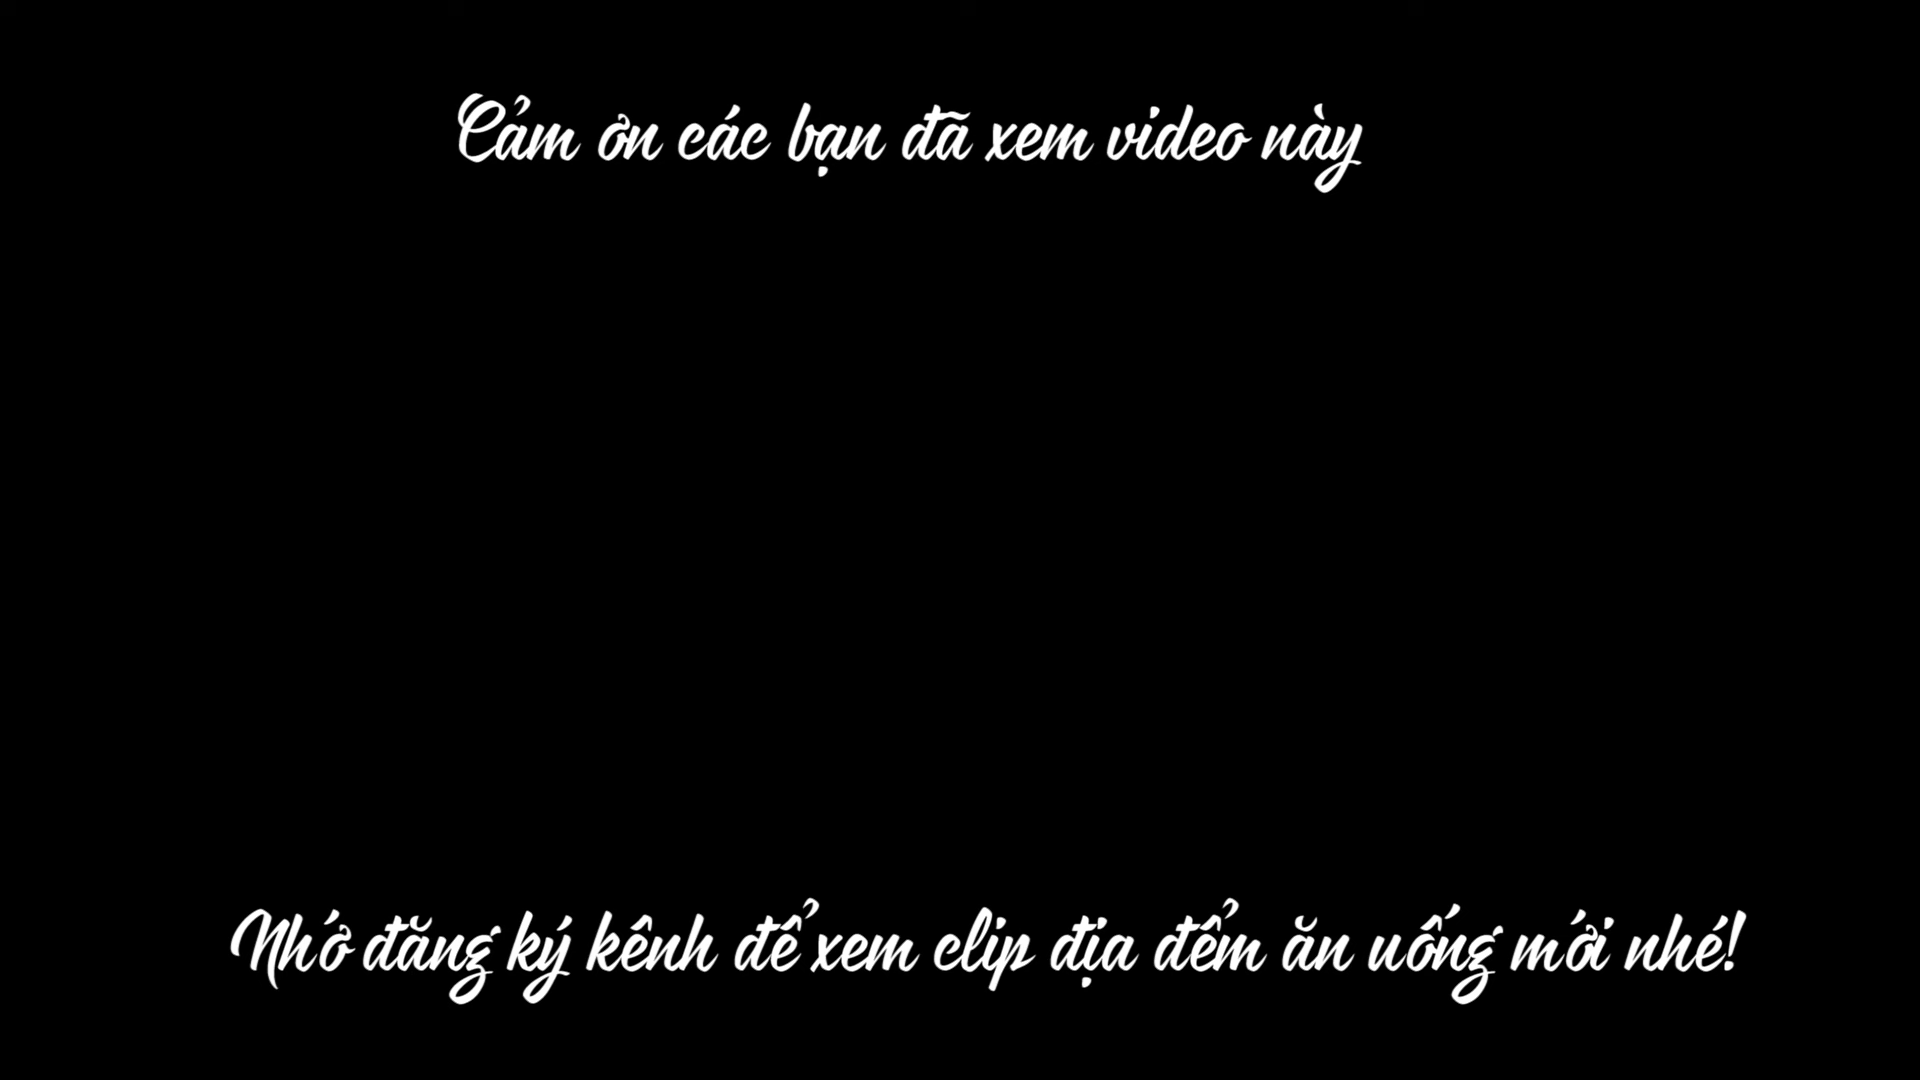 Cảm ơn các bạn đã xem video này
Nhớ đăng ký kênh để xem clip địa đểm ăn uống mới nhé!